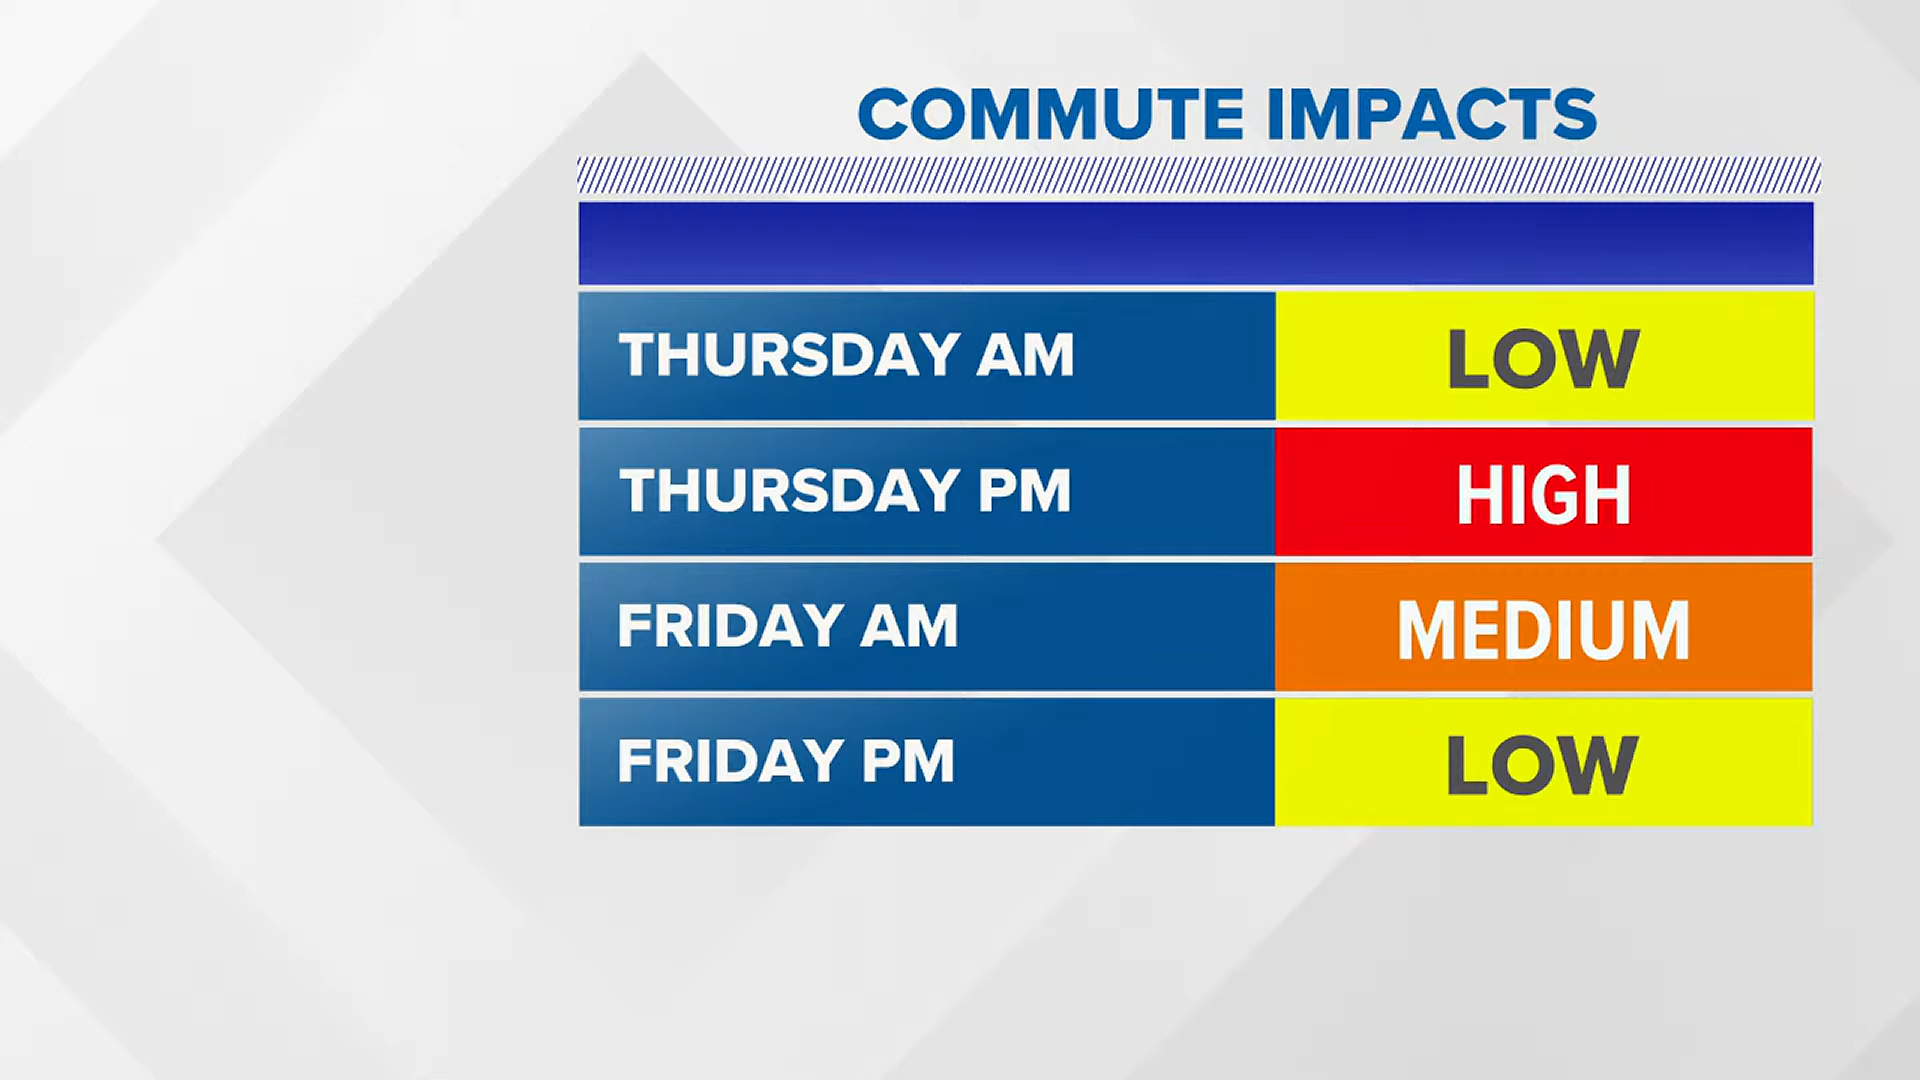 COMMUTE IMPACTS
THURSDAY AM LOW
THURSDAY PM HIGH
FRIDAY AM MEDIUM
FRIDAY PM LOW